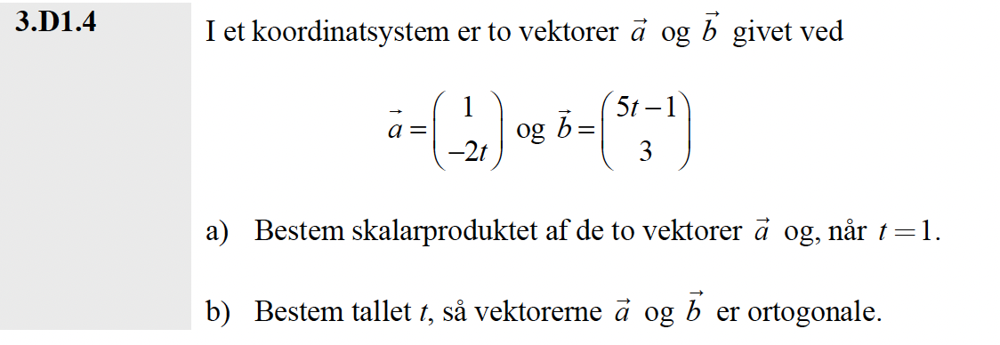 3.D1.4
I et koordinatsystem er to vektorer $\vec{a}$ og $\vec{b}$ givet ved
$\vec{a} = \begin{pmatrix} 1 \\ -2t \end{pmatrix}$ og $\vec{b} = \begin{pmatrix} 5t-1 \\ 3 \end{pmatrix}$
a) Bestem skalarproduktet af de to vektorer $\vec{a}$ og, når $t=1$.
b) Bestem tallet $t$, så vektorerne $\vec{a}$ og $\vec{b}$ er ortogonale.